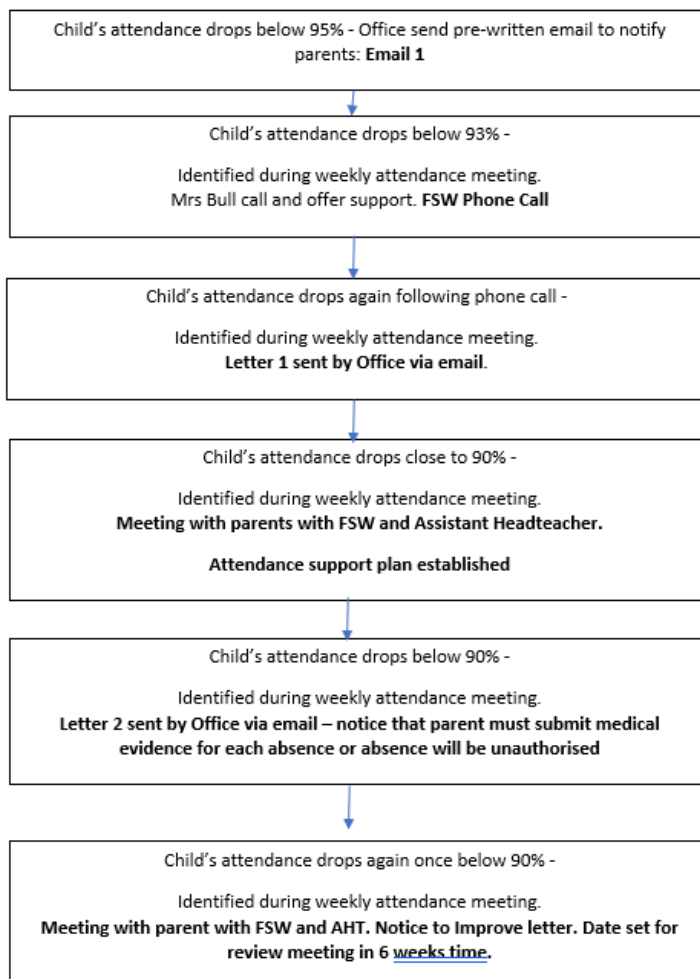 Child’s attendance drops below 95% - Office send pre-written email to notify
parents: Email 1
Child’s attendance drops below 93% -
Identified during weekly attendance meeting.
Mrs Bull call and offer support. FSW Phone Call
Child’s attendance drops again following phone call -
Identified during weekly attendance meeting.
Letter 1 sent by Office via email.
Child’s attendance drops close to 90% -
Identified during weekly attendance meeting.
Meeting with parents with FSW and Assistant Headteacher.
Attendance support plan established
Child’s attendance drops below 90% -
Identified during weekly attendance meeting.
Letter 2 sent by Office via email – notice that parent must submit medical
evidence for each absence or absence will be unauthorised
Child’s attendance drops again once below 90% -
Identified during weekly attendance meeting.
Meeting with parent with FSW and AHT. Notice to Improve letter. Date set for
review meeting in 6 weeks time.